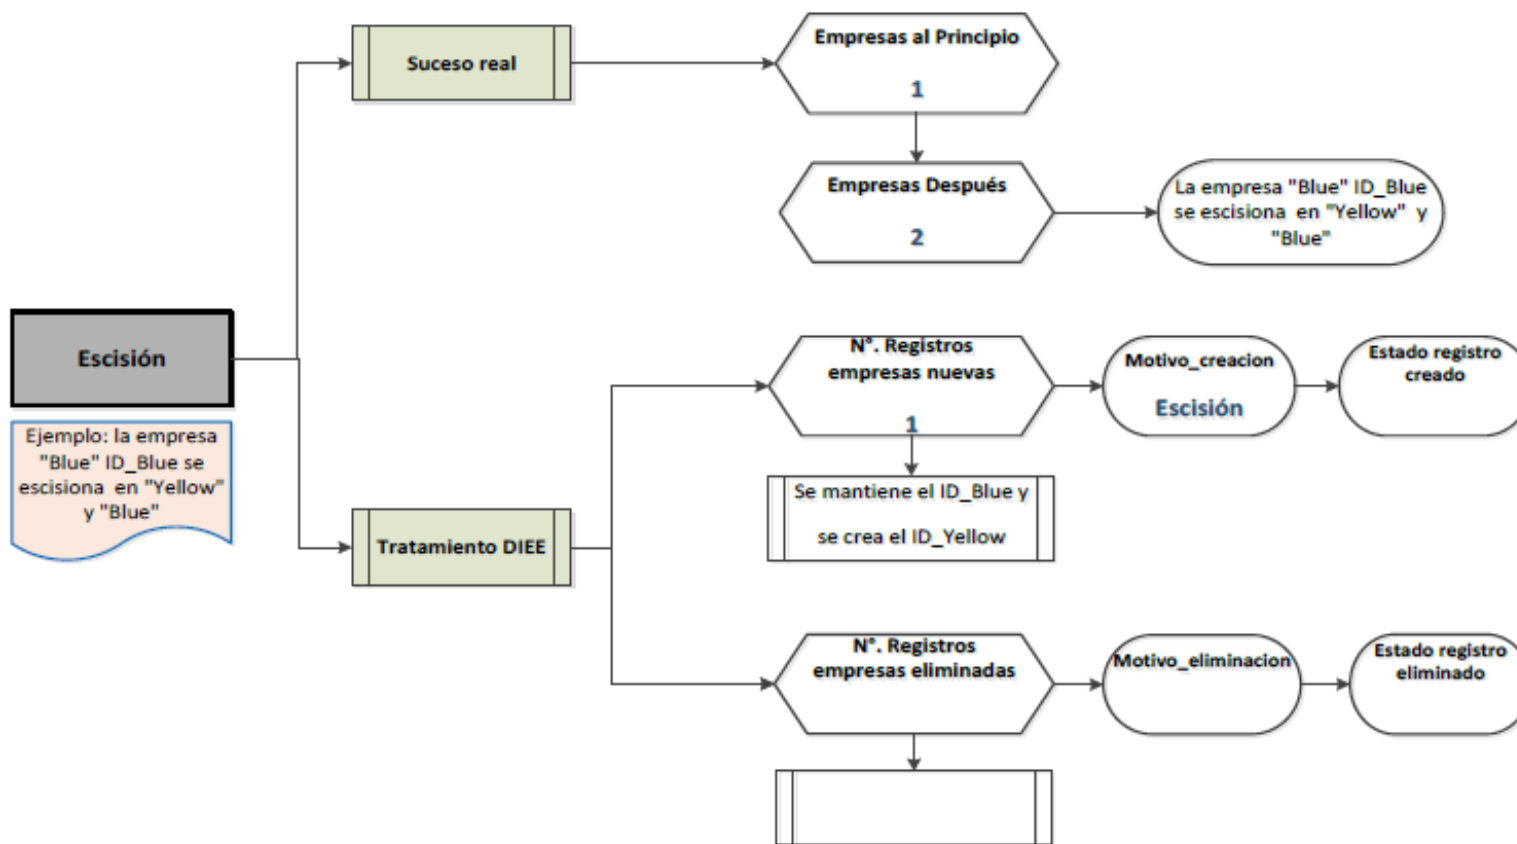 Suceso real
Empresas al Principio
1
Empresas Después
2
La empresa "Blue" ID_Blue
se escisiona en "Yellow" y
"Blue"
Escisión
Ejemplo: la empresa
"Blue" ID_Blue se
escisiona en "Yellow"
y "Blue"
Tratamiento DIEE
N°. Registros
empresas nuevas
1
Motivo_creacion
Escisión
Estado registro
creado
Se mantiene el ID_Blue y
se crea el ID_Yellow
N°. Registros
empresas eliminadas
Motivo_eliminacion
Estado registro
eliminado